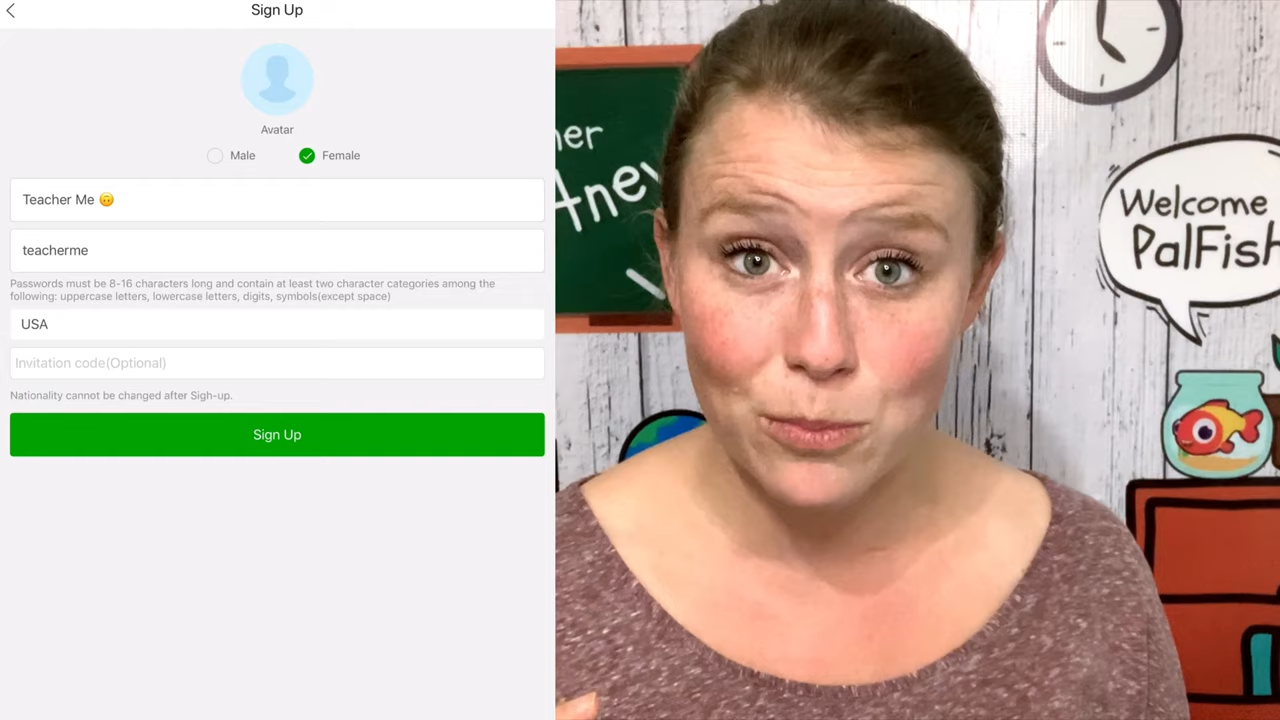 Sign Up
Avatar
Male
Female
Teacher Me 🙃
teacherme
Passwords must be 8-16 characters long and contain at least two character categories among the
following: uppercase letters, lowercase letters, digits, symbols(except space)
USA
Invitation code(Optional)
Nationality cannot be changed after Sigh-up.
Sign Up
her
tney
Welcome
PalFish